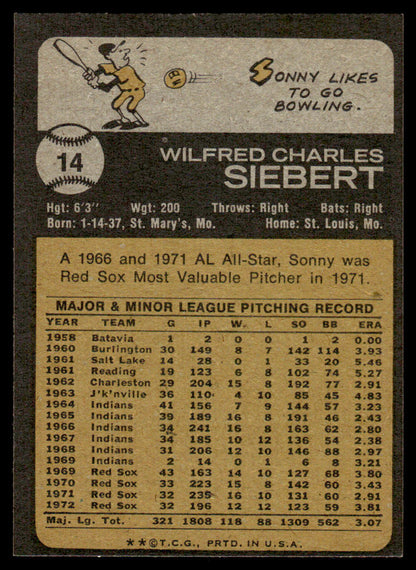 SONNY LIKES
TO GO
BOWLING.
14
WILFRED CHARLES
SIEBERT
Hgt: 6'3" Wgt: 200 Throws: Right Bats: Right
Born: 1-14-37, St. Mary's, Mo. Home: St. Louis, Mo.
A 1966 and 1971 AL All-Star, Sonny was
Red Sox Most Valuable Pitcher in 1971.
MAJOR & MINOR LEAGUE PITCHING RECORD
YEAR TEAM G IP W. L SO BB ERA
1958 Batavia 1 2 0 0 1 2 0.00
1960 Burlington 30 149 8 7 142 114 3.93
1961 Salt Lake 14 28 0 1 33 20 5.46
1961 Reading 19 123 6 8 102 74 5.27
1962 Charleston 29 204 15 8 192 77 2.91
1963 J'k'nville 36 110 4 10 85 45 4.83
1964 Indians 41 156 7 9 144 57 3.23
1965 Indians 39 189 16 8 191 46 2.43
1966 Indians 34 241 16 8 163 62 2.80
1967 Indians 34 185 10 12 136 54 2.38
1968 Indians 31 206 12 10 146 88 2.97
1969 Indians 2 14 0 1 6 8 3.21
1969 Red Sox 43 163 14 10 127 68 3.80
1970 Red Sox 33 223 15 8 142 60 3.43
1971 Red Sox 32 235 16 10 131 60 2.91
1972 Red Sox 32 196 12 12 123 59 3.81
Maj. Lg. Tot. 321 1808 118 88 1309 562 3.07
**©T.C.G., PRTD. IN U.S.A.